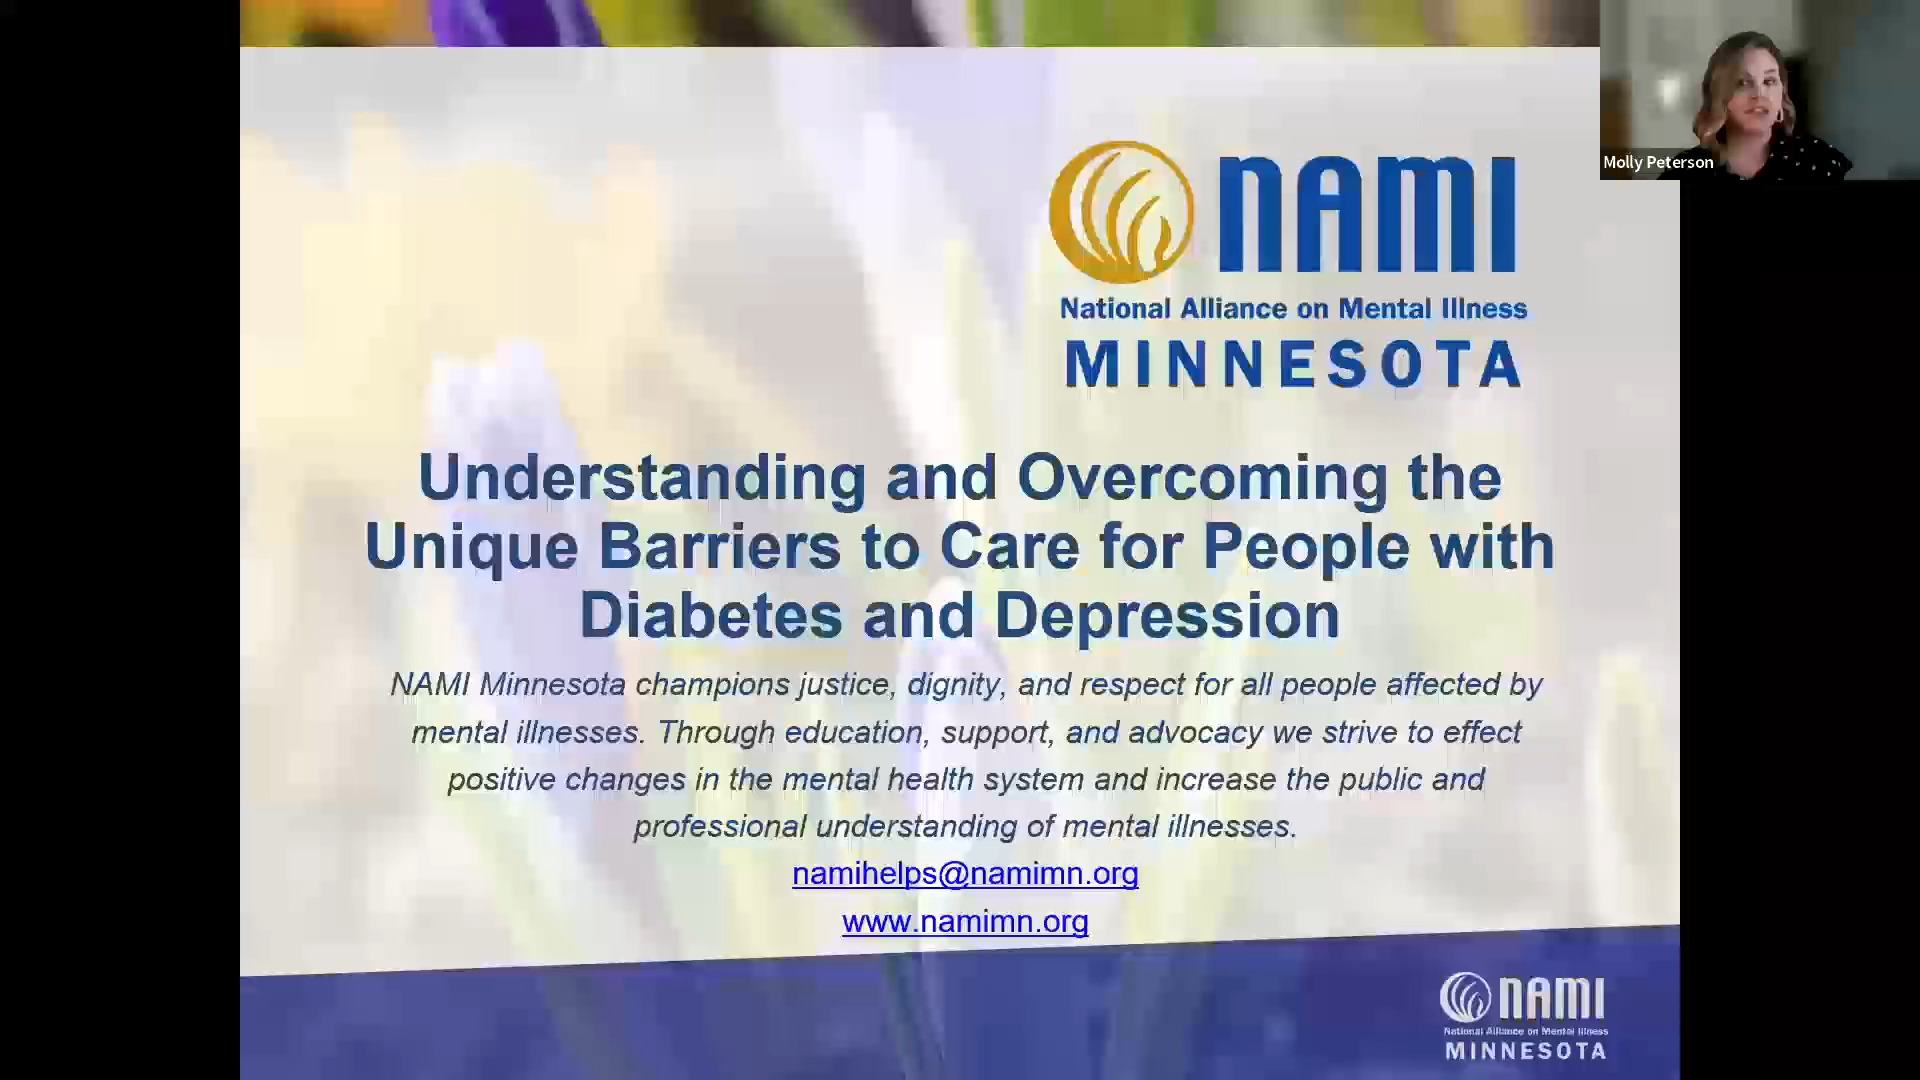 NAMI
National Alliance on Mental Illness
MINNESOTA
Molly Peterson
Understanding and Overcoming the
Unique Barriers to Care for People with
Diabetes and Depression
NAMI Minnesota champions justice, dignity, and respect for all people affected by
mental illnesses. Through education, support, and advocacy we strive to effect
positive changes in the mental health system and increase the public and
professional understanding of mental illnesses.
namihelps@namimn.org
www.namimn.org
NAMI
National Alliance on Mental Illness
MINNESOTA